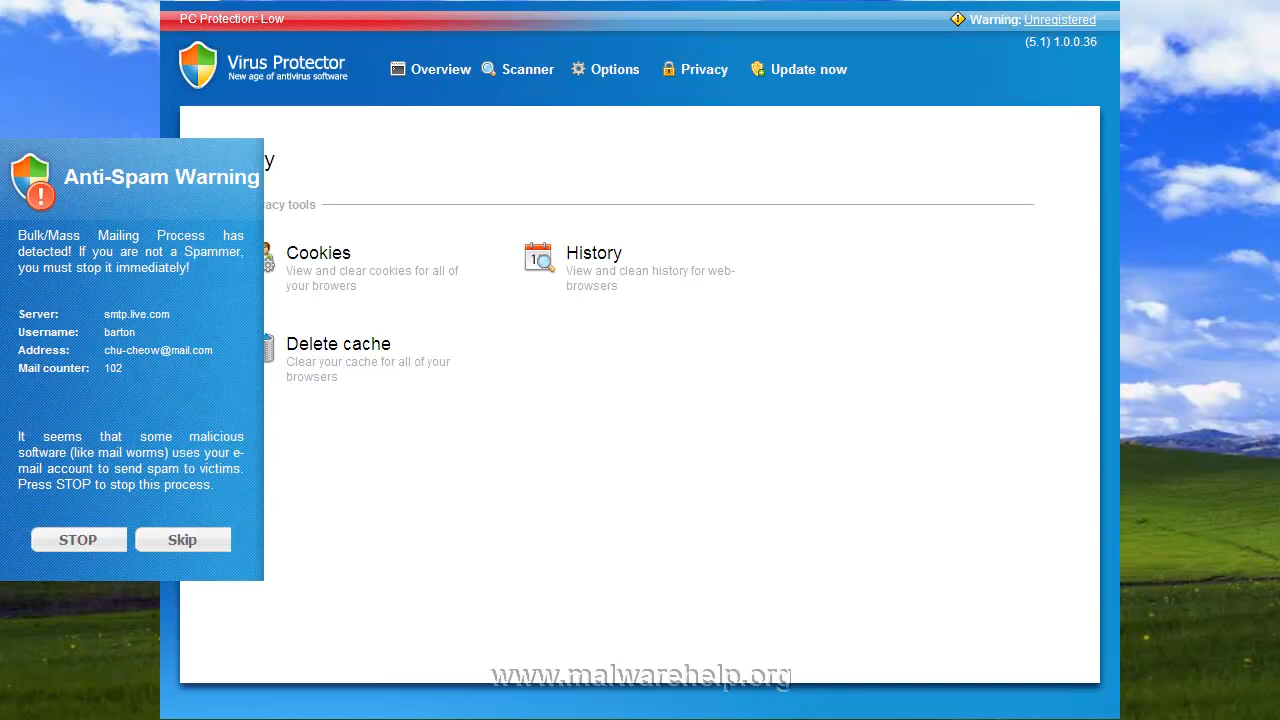 PC Protection: Low
Warning: Unregistered
(5.1) 1.0.0.36
Virus Protector
New age of antivirus software
Overview
Scanner
Options
Privacy
Update now
y
acy tools
Cookies
View and clear cookies for all of
your browers
History
View and clean history for web-
browsers
Delete cache
Clear your cache for all of your
browsers
Anti-Spam Warning
Bulk/Mass Mailing Process has
detected! If you are not a Spammer,
you must stop it immediately!
Server: smtp.live.com
Username: barton
Address: chu-cheow@mail.com
Mail counter: 102
It seems that some malicious
software (like mail worms) uses your e-
mail account to send spam to victims.
Press STOP to stop this process.
STOP
Skip
www.malwarehelp.org